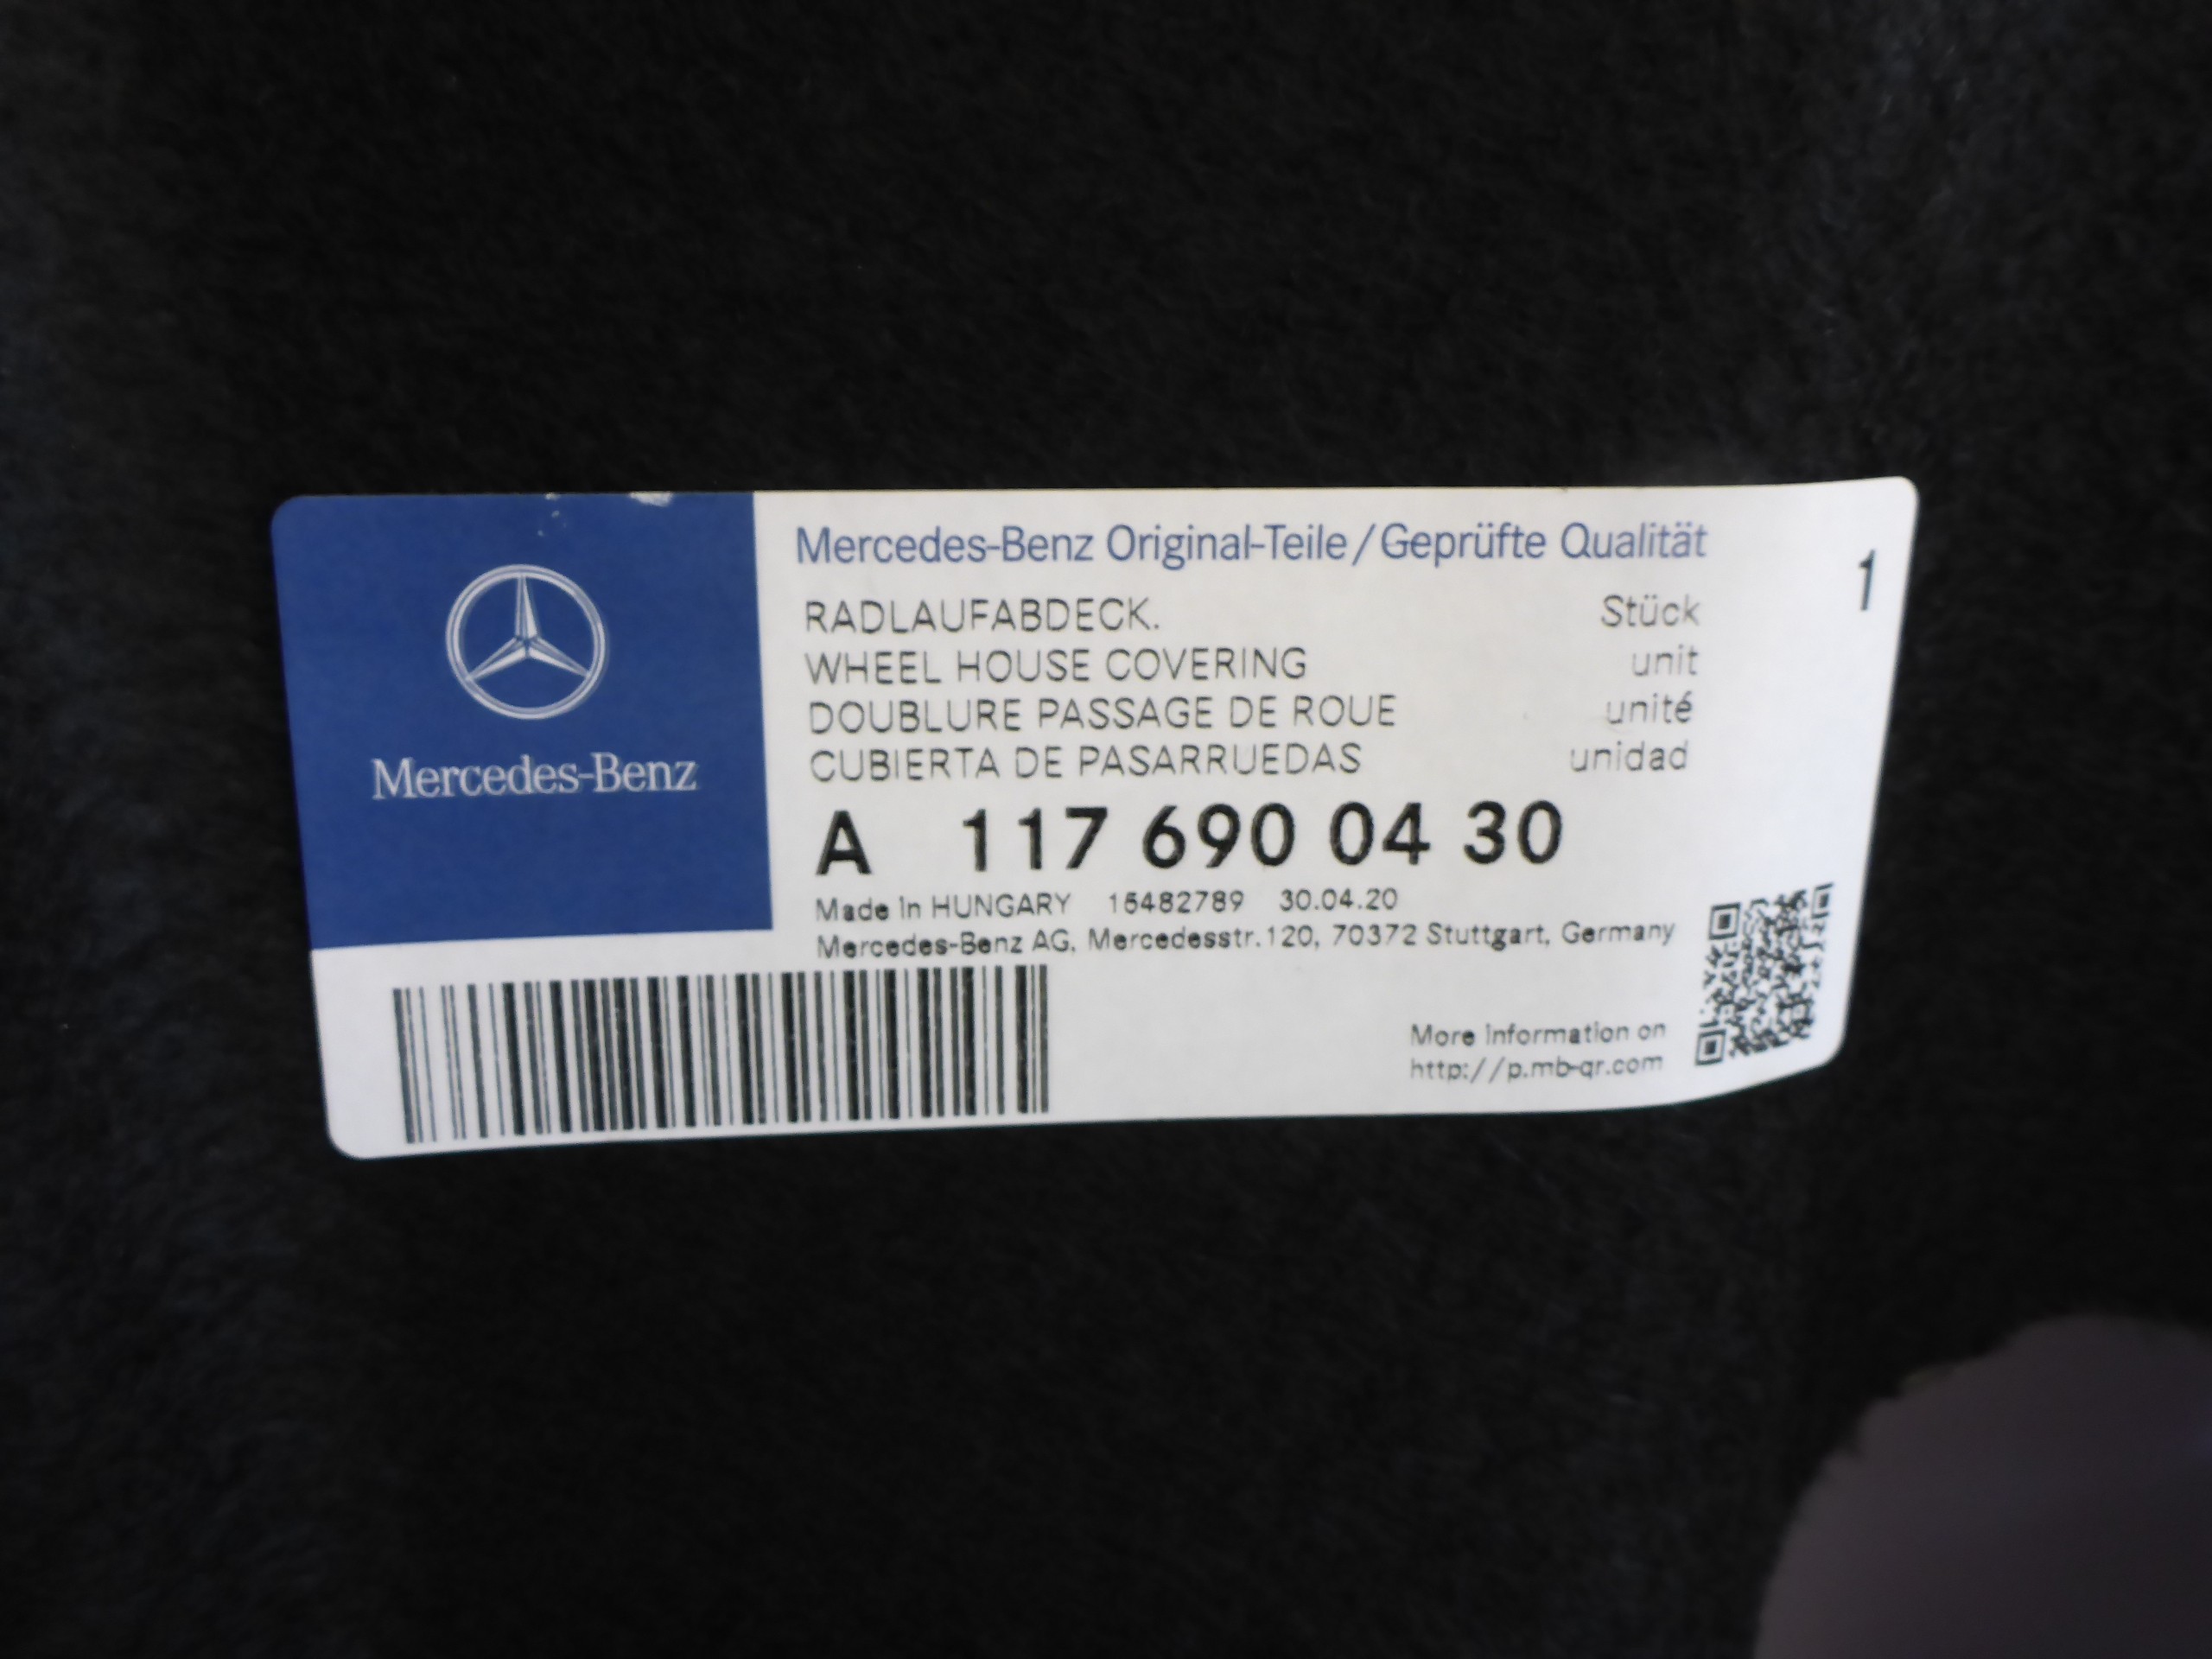 Mercedes-Benz
Mercedes-Benz Original-Teile/Geprüfte Qualität
1
RADLAUFABDECK. Stück
WHEEL HOUSE COVERING unit
DOUBLURE PASSAGE DE ROUE unité
CUBIERTA DE PASARRUEDAS unidad
A 117 690 04 30
Made in HUNGARY 15482789 30.04.20
Mercedes-Benz AG, Mercedesstr.120, 70372 Stuttgart, Germany
More information on
http://p.mb-qr.com